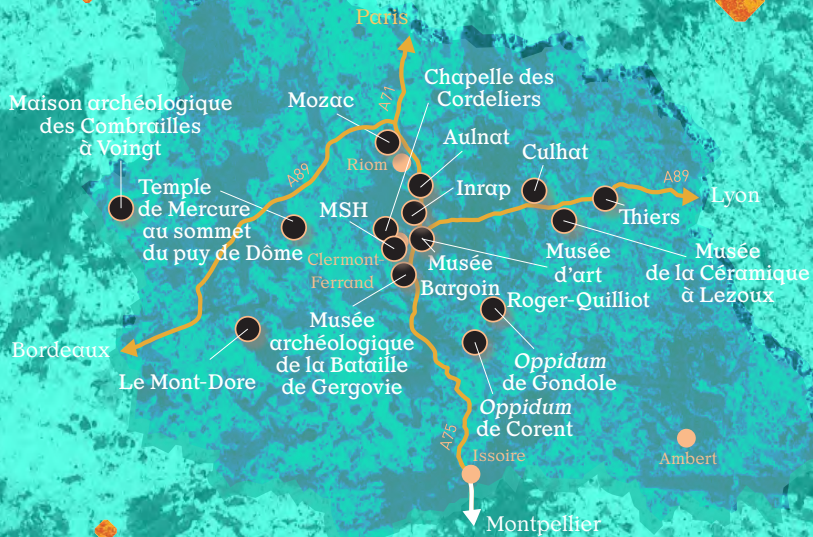 Paris
A71
Chapelle des
Cordeliers
Mozac
Maison archéologique
des Combrailles
à Voingt
Aulnat
Culhat
Riom
A89
A89
Lyon
Temple
de Mercure
au sommet
du puy de Dôme
Inrap
MSH
Thiers
Clermont-
Ferrand
Musée
Bargoin
Musée
d'art
Roger-Quilliot
Musée
de la Céramique
à Lezoux
Musée
archéologique
de la Bataille
de Gergovie
Bordeaux
Le Mont-Dore
Oppidum
de Gondole
Oppidum
de Corent
A75
Issoire
Ambert
Montpellier